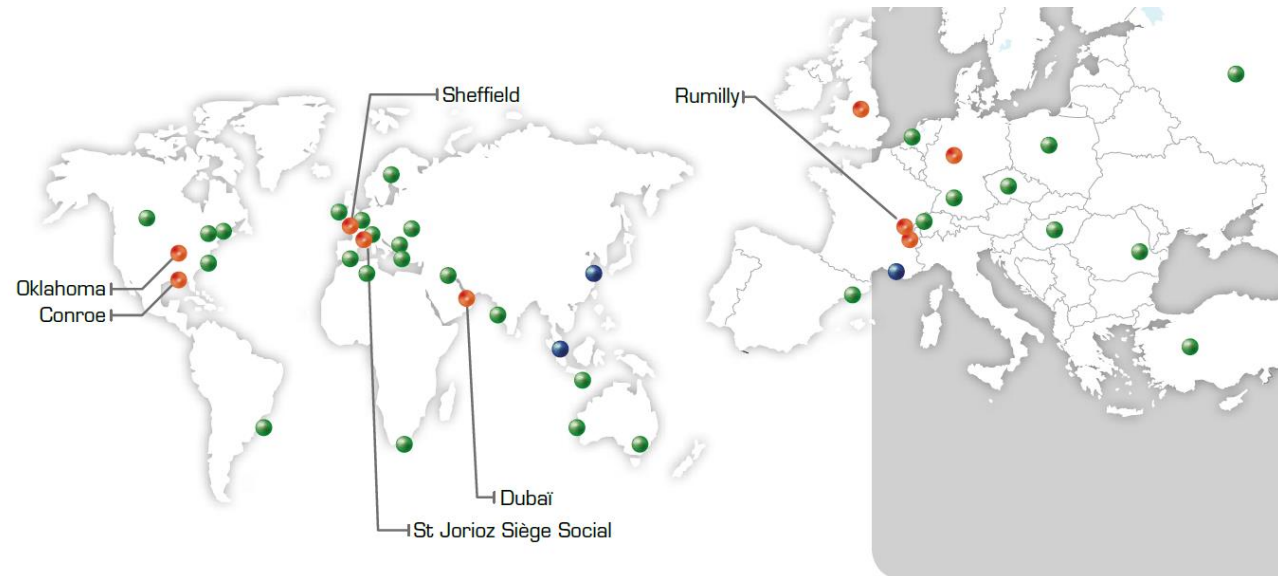 Sheffield
Rumilly
Oklahoma
Conroe
Dubaï
St Jorioz Siège Social